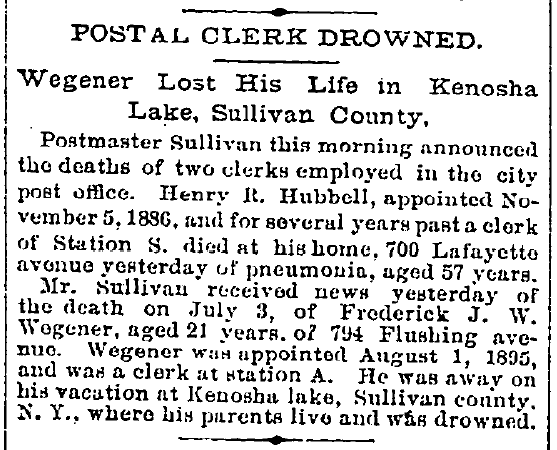 POSTAL CLERK DROWNED.
Wegener Lost His Life in Kenosha
Lake, Sullivan County,
Postmaster Sullivan this morning announced
the deaths of two clerks employed in the city
post office. Henry R. Hubbell, appointed No-
vember 5, 1886, and for several years past a clerk
of Station S. died at his home, 700 Lafayette
avenue yesterday of pneumonia, aged 57 years.
Mr. Sullivan received news yesterday of
the death on July 3, of Frederick J. W.
Wegener, aged 21 years. of 794 Flushing ave-
nue. Wegener was appointed August 1, 1895,
and was a clerk at station A. He was away on
his vacation at Kenosha lake, Sullivan county,
N. Y., where his parents live and was drowned.